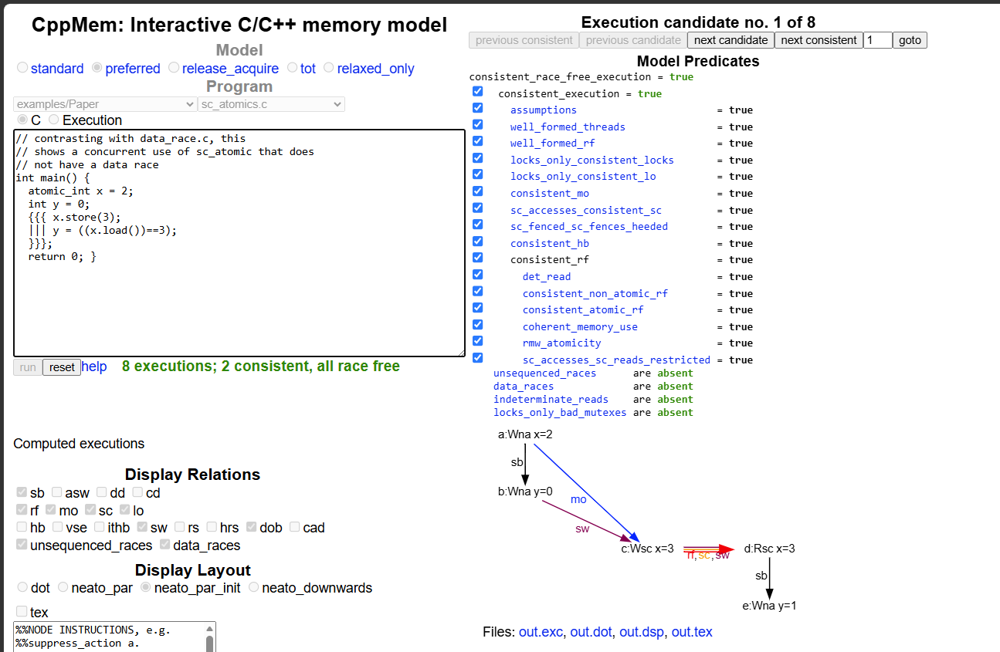 CppMem: Interactive C/C++ memory model
Model
standard preferred release_acquire tot relaxed_only
Program
examples/Paper sc_atomics.c
C Execution
// contrasting with data_race.c, this
// shows a concurrent use of sc_atomic that does
// not have a data race
int main() {
  atomic_int x = 2;
  int y = 0;
  {{{ x.store(3);
  ||| y = ((x.load())==3);
  }}};
  return 0; }
run reset help 8 executions; 2 consistent, all race free
Computed executions
Display Relations
sb asw dd cd
rf mo sc lo
hb vse ithb sw rs hrs dob cad
unsequenced_races data_races
Display Layout
dot neato_par neato_par_init neato_downwards
tex
%%NODE INSTRUCTIONS, e.g.
%%suppress_action a.
Execution candidate no. 1 of 8
previous consistent previous candidate next candidate next consistent 1 goto
Model Predicates
consistent_race_free_execution = true
consistent_execution = true
assumptions = true
well_formed_threads = true
well_formed_rf = true
locks_only_consistent_locks = true
locks_only_consistent_lo = true
consistent_mo = true
sc_accesses_consistent_sc = true
sc_fenced_sc_fences_heeded = true
consistent_hb = true
consistent_rf = true
det_read = true
consistent_non_atomic_rf = true
consistent_atomic_rf = true
coherent_memory_use = true
rmw_atomicity = true
sc_accesses_sc_reads_restricted = true
unsequenced_races are absent
data_races are absent
indeterminate_reads are absent
locks_only_bad_mutexes are absent
a:Wna x=2
sb
b:Wna y=0
mo
sw
c:Wsc x=3
rf,sc,sw
d:Rsc x=3
sb
e:Wna y=1
Files: out.exc, out.dot, out.dsp, out.tex